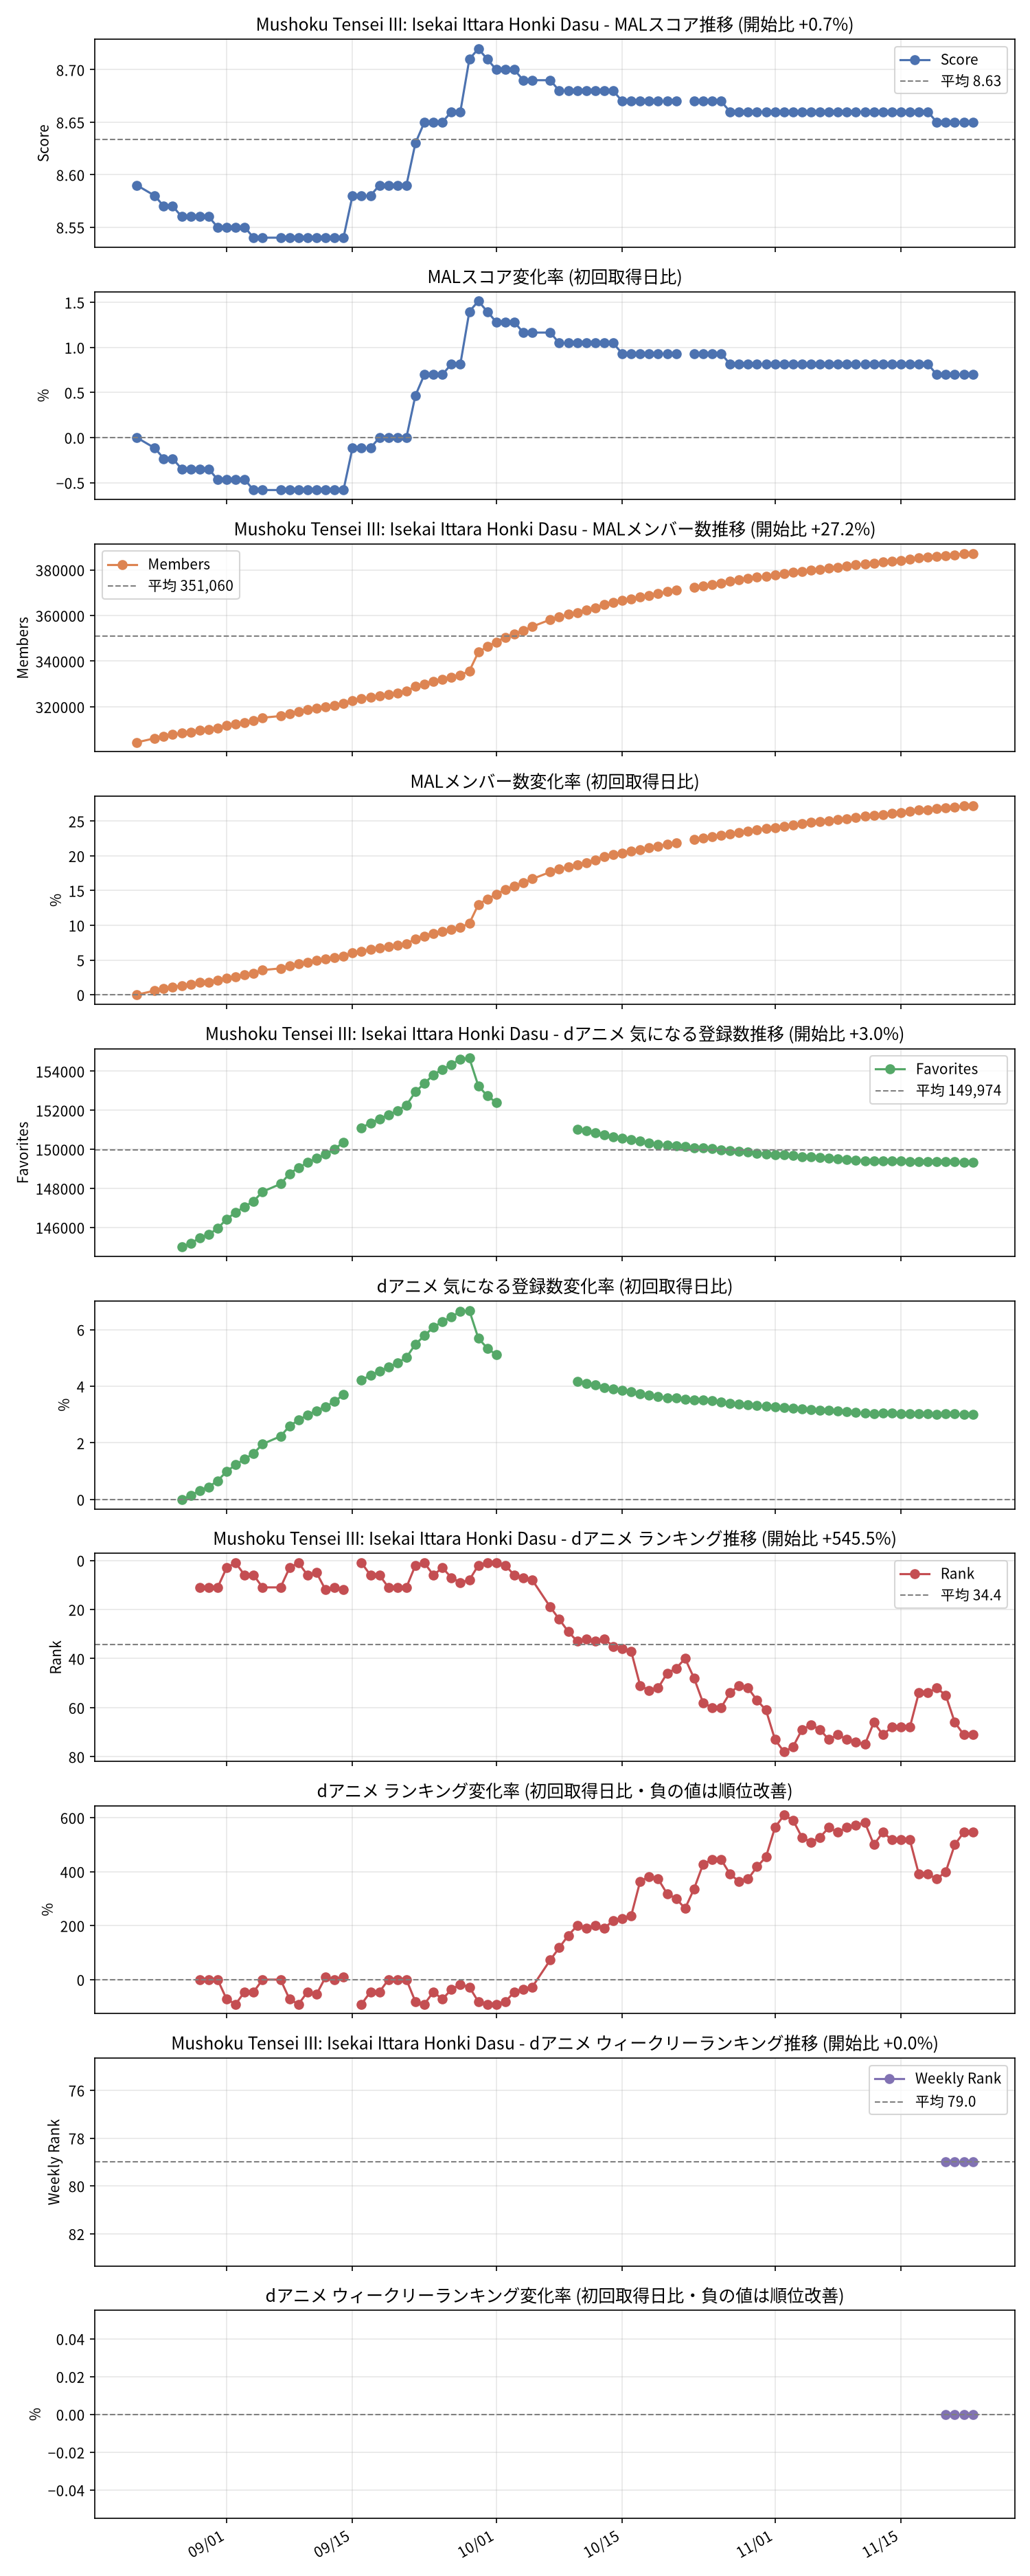 Mushoku Tensei III: Isekai Ittara Honki Dasu - MALスコア推移 (開始比 +0.7%)
Score
平均 8.63
8.70
8.65
8.60
8.55
Score
MALスコア変化率 (初回取得日比)
1.5
1.0
0.5
0.0
−0.5
%
Mushoku Tensei III: Isekai Ittara Honki Dasu - MALメンバー数推移 (開始比 +27.2%)
Members
平均 351,060
380000
360000
340000
320000
Members
MALメンバー数変化率 (初回取得日比)
25
20
15
10
5
0
%
Mushoku Tensei III: Isekai Ittara Honki Dasu - dアニメ 気になる登録数推移 (開始比 +3.0%)
Favorites
平均 149,974
154000
152000
150000
148000
146000
Favorites
dアニメ 気になる登録数変化率 (初回取得日比)
6
4
2
0
%
Mushoku Tensei III: Isekai Ittara Honki Dasu - dアニメ ランキング推移 (開始比 +545.5%)
Rank
平均 34.4
0
20
40
60
80
Rank
dアニメ ランキング変化率 (初回取得日比・負の値は順位改善)
600
400
200
0
%
Mushoku Tensei III: Isekai Ittara Honki Dasu - dアニメ ウィークリーランキング推移 (開始比 +0.0%)
Weekly Rank
平均 79.0
76
78
80
82
Weekly Rank
dアニメ ウィークリーランキング変化率 (初回取得日比・負の値は順位改善)
0.04
0.02
0.00
−0.02
−0.04
%
09/01
09/15
10/01
10/15
11/01
11/15